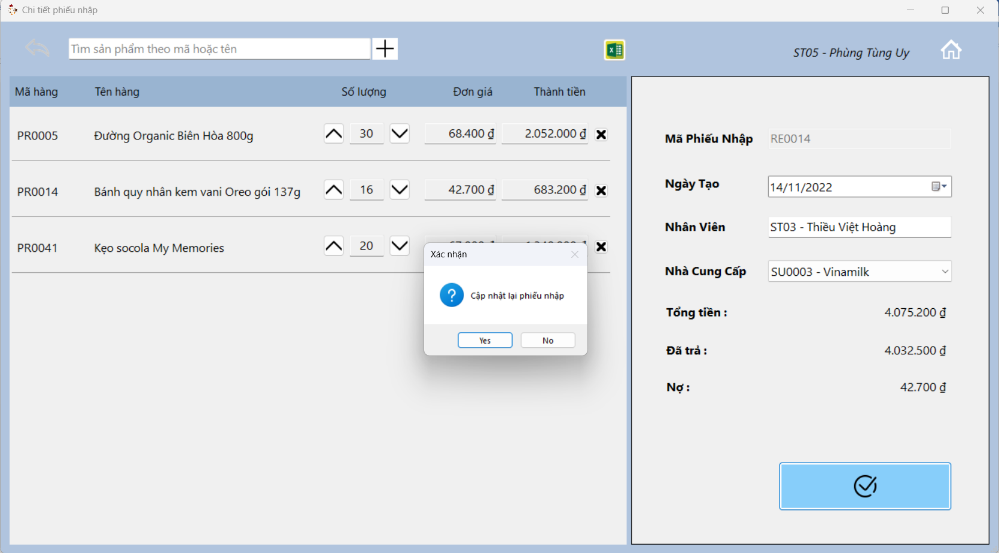 Chi tiết phiếu nhập
Tìm sản phẩm theo mã hoặc tên
ST05 - Phùng Tùng Uy
Mã hàng Tên hàng Số lượng Đơn giá Thành tiền
PR0005 Đường Organic Biên Hòa 800g 30 68.400 ₫ 2.052.000 ₫
PR0014 Bánh quy nhân kem vani Oreo gói 137g 16 42.700 ₫ 683.200 ₫
PR0041 Kẹo socola My Memories 20
Xác nhận
Cập nhật lại phiếu nhập
Yes No
Mã Phiếu Nhập RE0014
Ngày Tạo 14/11/2022
Nhân Viên ST03 - Thiều Việt Hoàng
Nhà Cung Cấp SU0003 - Vinamilk
Tổng tiền : 4.075.200 ₫
Đã trả : 4.032.500 ₫
Nợ : 42.700 ₫